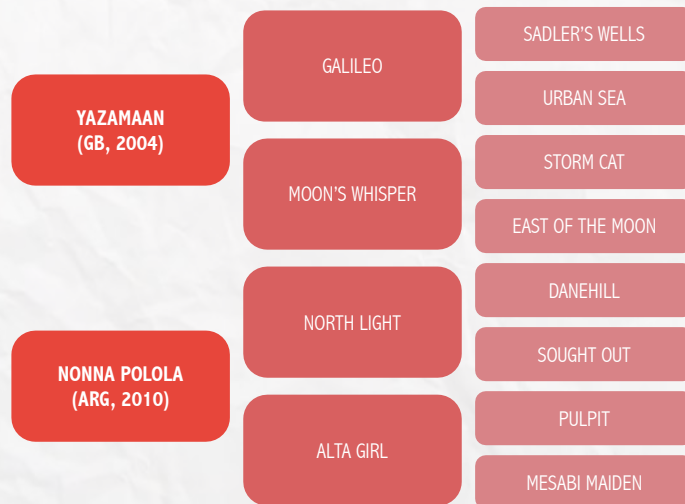 YAZAMAAN
(GB, 2004)
NONNA POLOLA
(ARG, 2010)
GALILEO
MOON'S WHISPER
NORTH LIGHT
ALTA GIRL
SADLER'S WELLS
URBAN SEA
STORM CAT
EAST OF THE MOON
DANEHILL
SOUGHT OUT
PULPIT
MESABI MAIDEN